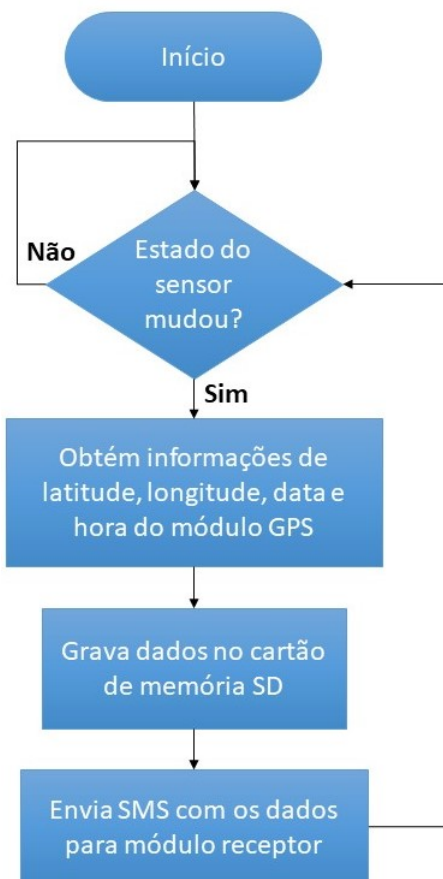 Início
Não
Estado do
sensor
mudou?
Sim
Obtém informações de
latitude, longitude, data e
hora do módulo GPS
Grava dados no cartão
de memória SD
Envia SMS com os dados
para módulo receptor